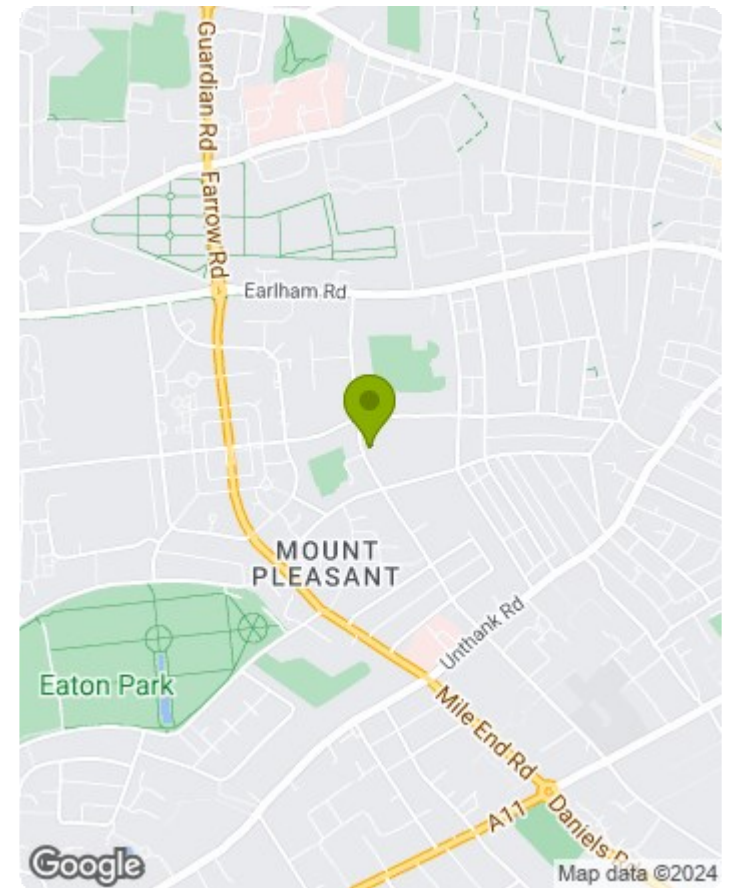 Guardian Rd
Farrow Rd
Earlham Rd
MOUNT
PLEASANT
Unthank Rd
Eaton Park
Mile End Rd
A11
Daniels
Google
Map data ©2024